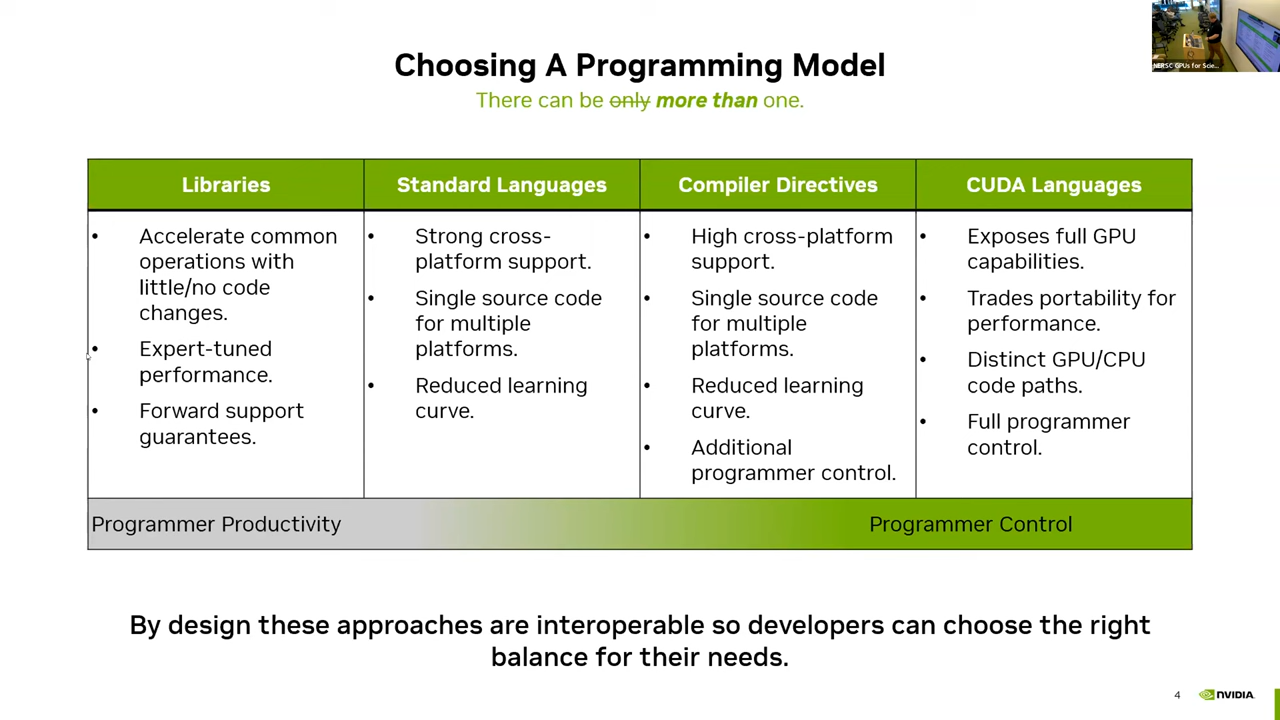 Choosing A Programming Model
There can be only more than one.
Libraries
Standard Languages
Compiler Directives
CUDA Languages
• Accelerate common
operations with
little/no code
changes.
• Expert-tuned
performance.
• Forward support
guarantees.
• Strong cross-
platform support.
• Single source code
for multiple
platforms.
• Reduced learning
curve.
• High cross-platform
support.
• Single source code
for multiple
platforms.
• Reduced learning
curve.
• Additional
programmer control.
• Exposes full GPU
capabilities.
• Trades portability for
performance.
• Distinct GPU/CPU
code paths.
• Full programmer
control.
Programmer Productivity
Programmer Control
By design these approaches are interoperable so developers can choose the right
balance for their needs.
4
NVIDIA
NERSC GPUs for Scie...